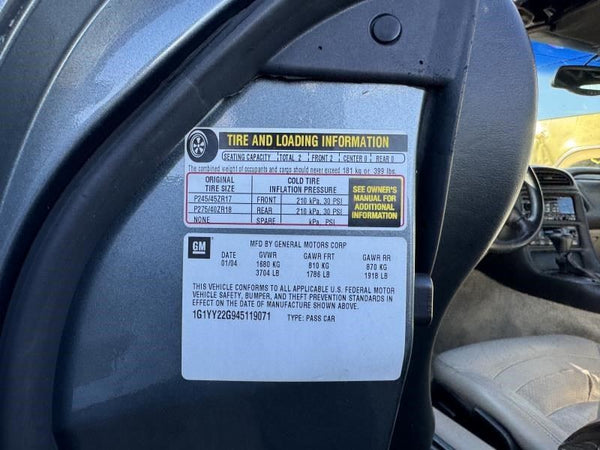 TIRE AND LOADING INFORMATION
SEATING CAPACITY TOTAL 2 FRONT 2 CENTER 0 REAR 0
The combined weight of occupants and cargo should never exceed 181 kg or 399 lbs.
ORIGINAL TIRE SIZE COLD TIRE INFLATION PRESSURE SEE OWNER'S MANUAL FOR ADDITIONAL INFORMATION
P245/45ZR17 FRONT 210 kPa, 30 PSI
P275/40ZR18 REAR 210 kPa, 30 PSI
NONE SPARE kPa, PSI
GM MFD BY GENERAL MOTORS CORP
DATE GVWR GAWR FRT GAWR RR
01/04 1680 KG 810 KG 870 KG
3704 LB 1786 LB 1918 LB
THIS VEHICLE CONFORMS TO ALL APPLICABLE U.S. FEDERAL MOTOR
VEHICLE SAFETY, BUMPER, AND THEFT PREVENTION STANDARDS IN
EFFECT ON THE DATE OF MANUFACTURE SHOWN ABOVE.
1G1YY22G945119071 TYPE: PASS CAR